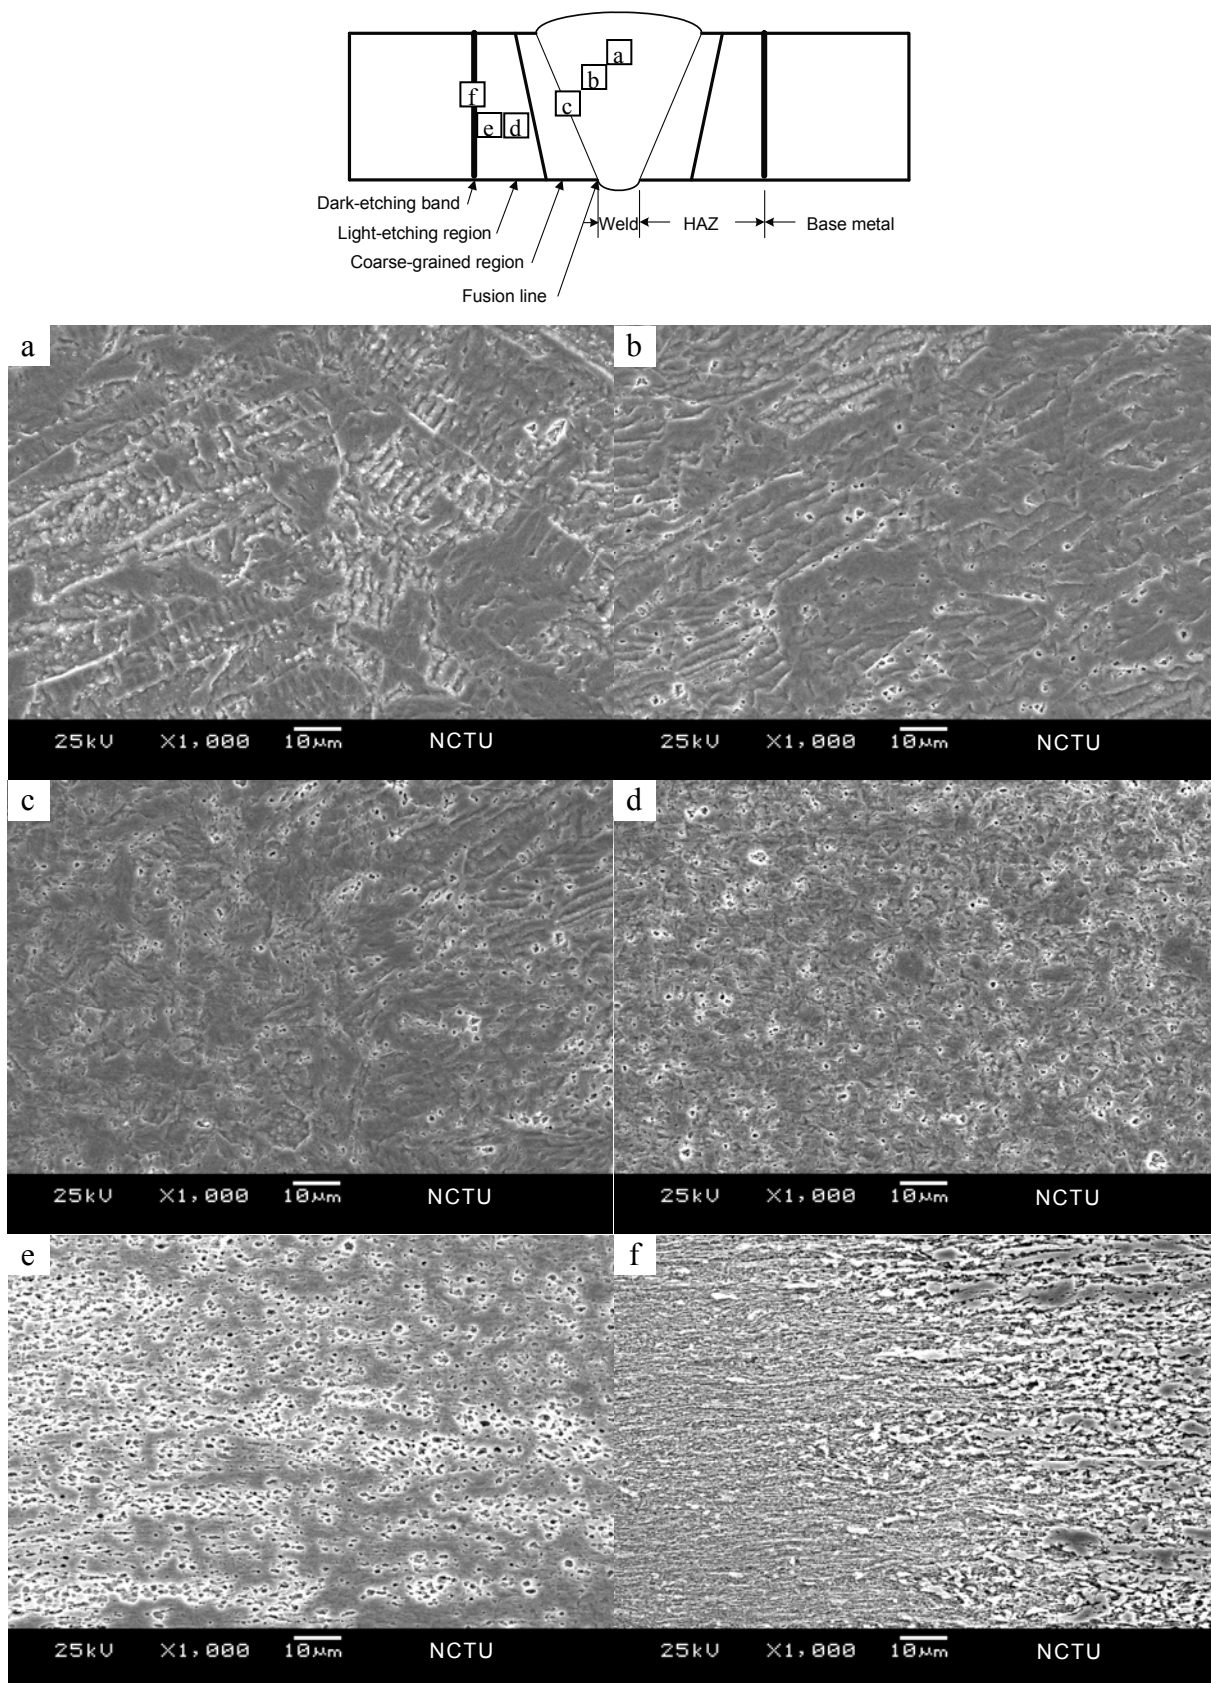 a
b
c
f
e
d
Dark-etching band
Light-etching region
Coarse-grained region
Fusion line
Weld
HAZ
Base metal
a
b
25kV X1,000 10μm NCTU
25kV X1,000 10μm NCTU
c
d
25kV X1,000 10μm NCTU
25kV X1,000 10μm NCTU
e
f
25kV X1,000 10μm NCTU
25kV X1,000 10μm NCTU